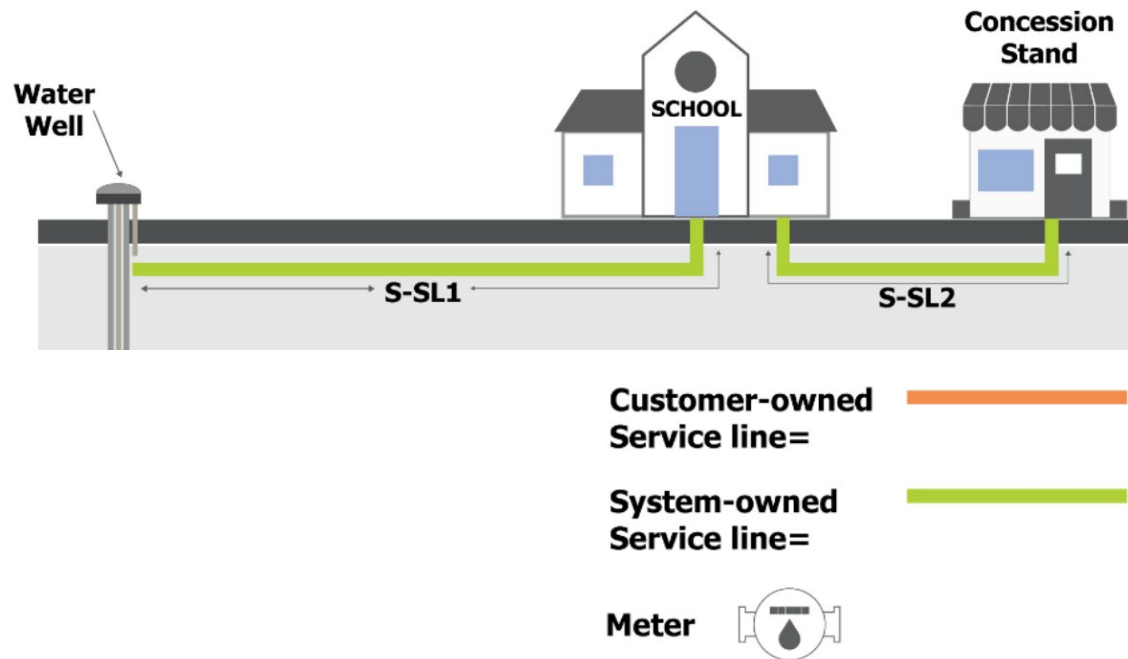 Concession
Stand
Water
Well
SCHOOL
S-SL1
S-SL2
Customer-owned
Service line=
System-owned
Service line=
Meter